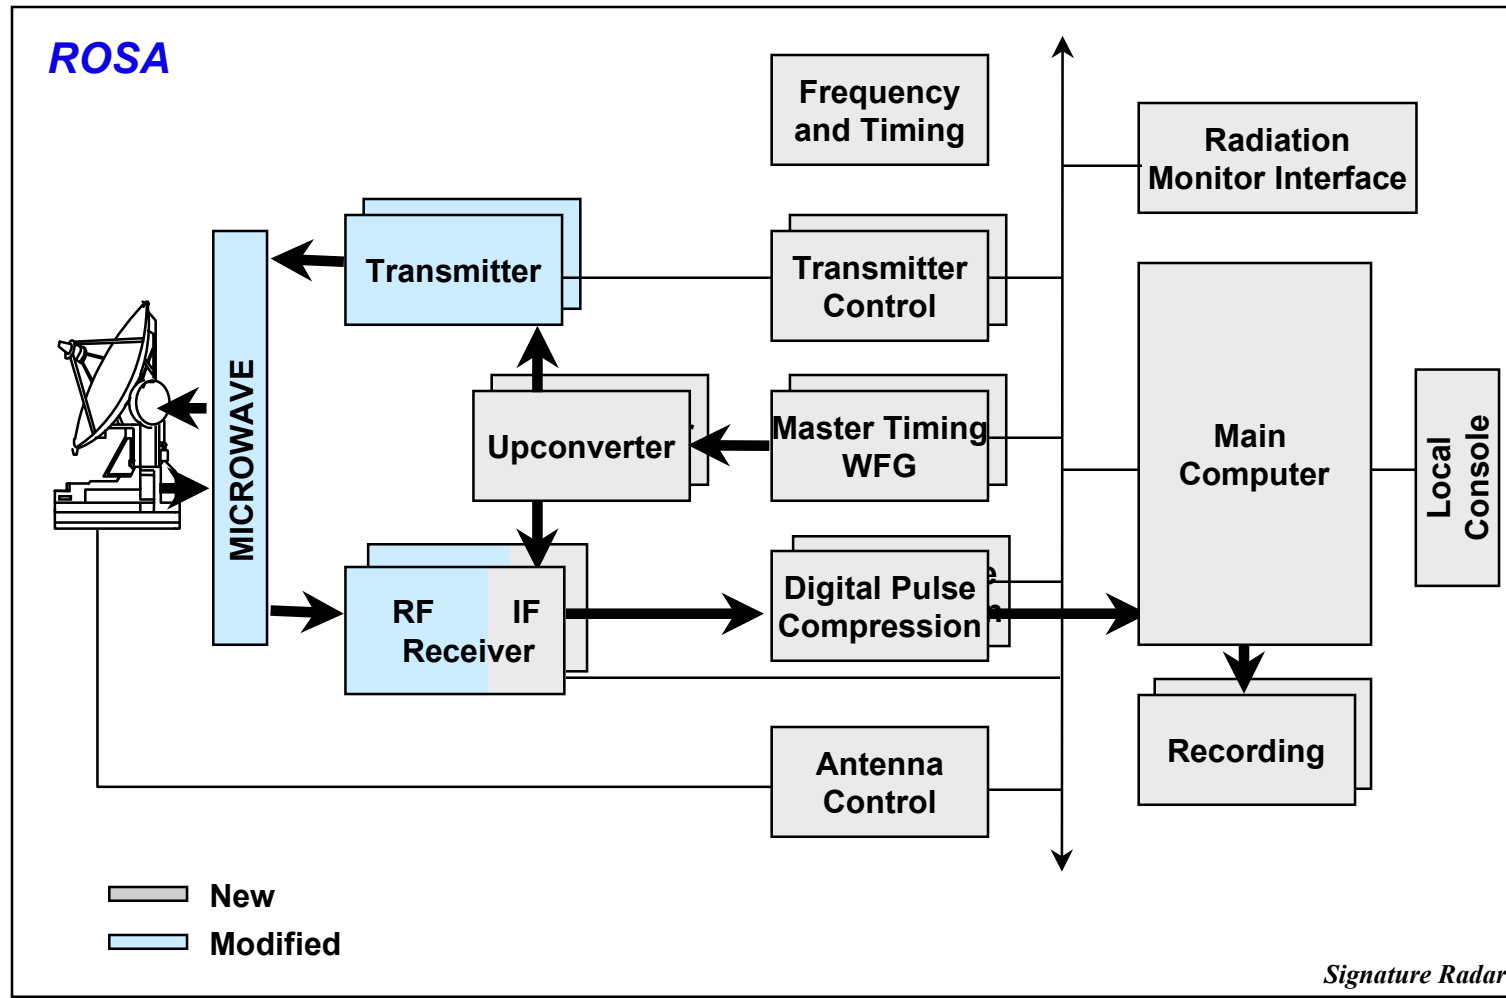 ROSA
Frequency
and Timing
Radiation
Monitor Interface
Transmitter
Transmitter
Control
MICROWAVE
Upconverter
Master Timing
WFG
Main
Computer
Local
Console
RF IF
Receiver
Digital Pulse
Compression
Recording
Antenna
Control
New
Modified
Signature Radar